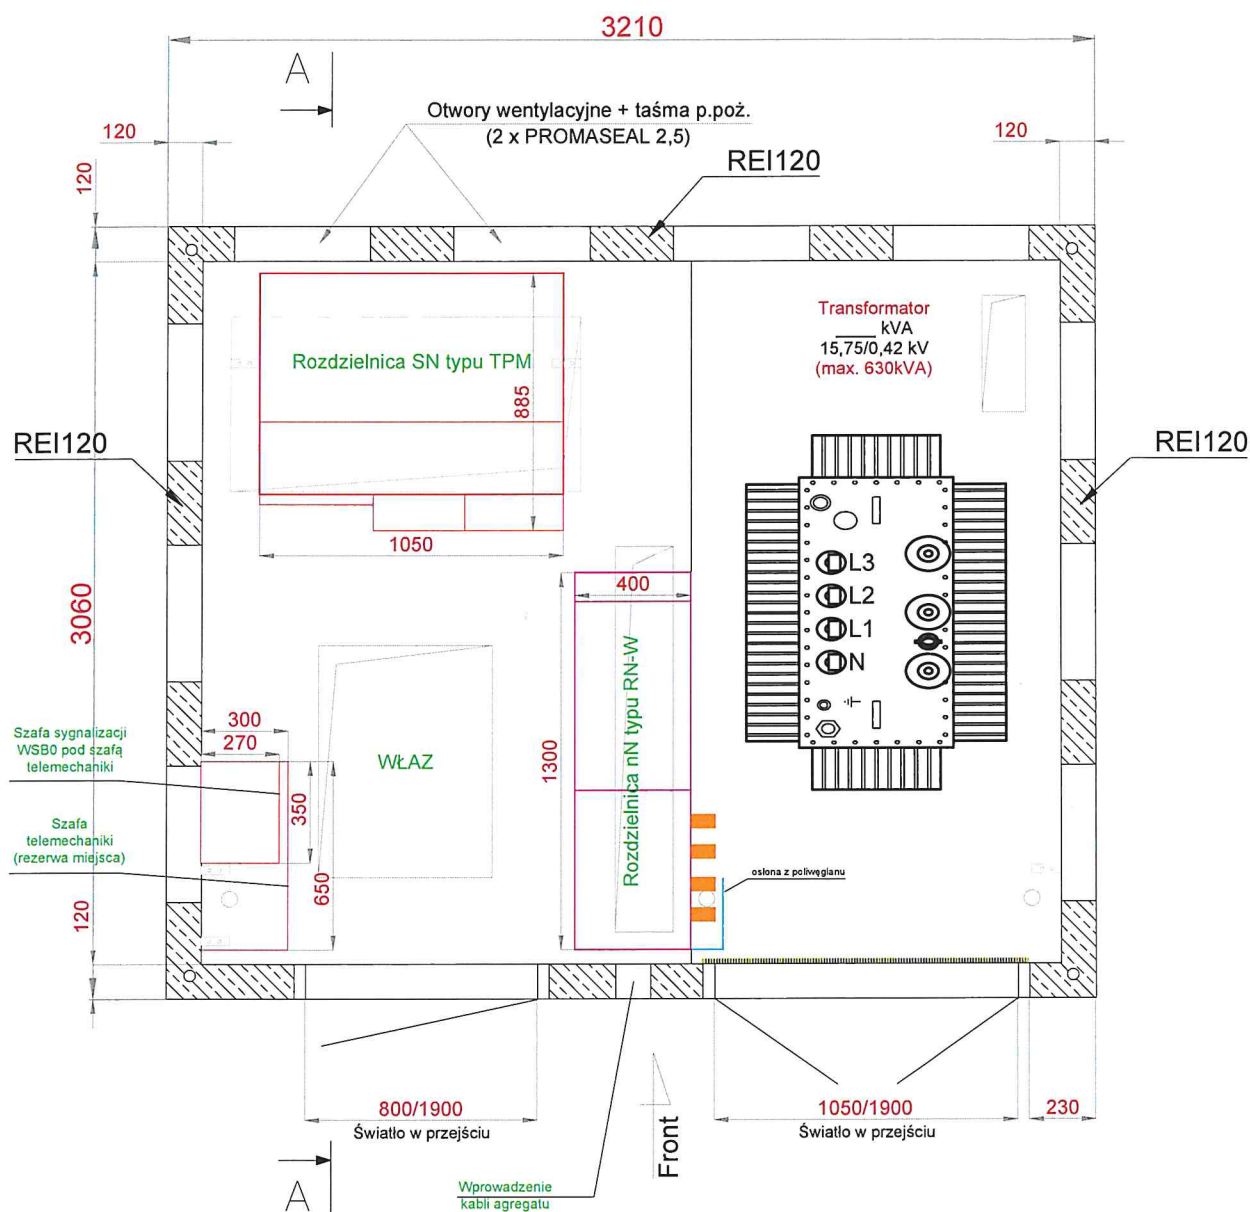 3210
A
Otwory wentylacyjne + taśma p.poż.
(2 x PROMASEAL 2,5)
120
120
120
REI120
Transformator
____ kVA
15,75/0,42 kV
(max. 630kVA)
Rozdzielnica SN typu TPM
885
REI120
REI120
1050
L3
L2
L1
N
400
3060
Rozdzielnica nN typu RN-W
1300
Szafa sygnalizacji
WSB0 pod szafą
telemechaniki
300
270
WŁAZ
350
Szafa
telemechaniki
(rezerwa miejsca)
650
osłona z poliwęglanu
120
800/1900
Światło w przejściu
1050/1900
Światło w przejściu
230
Front
A
Wprowadzenie
kabli agregatu